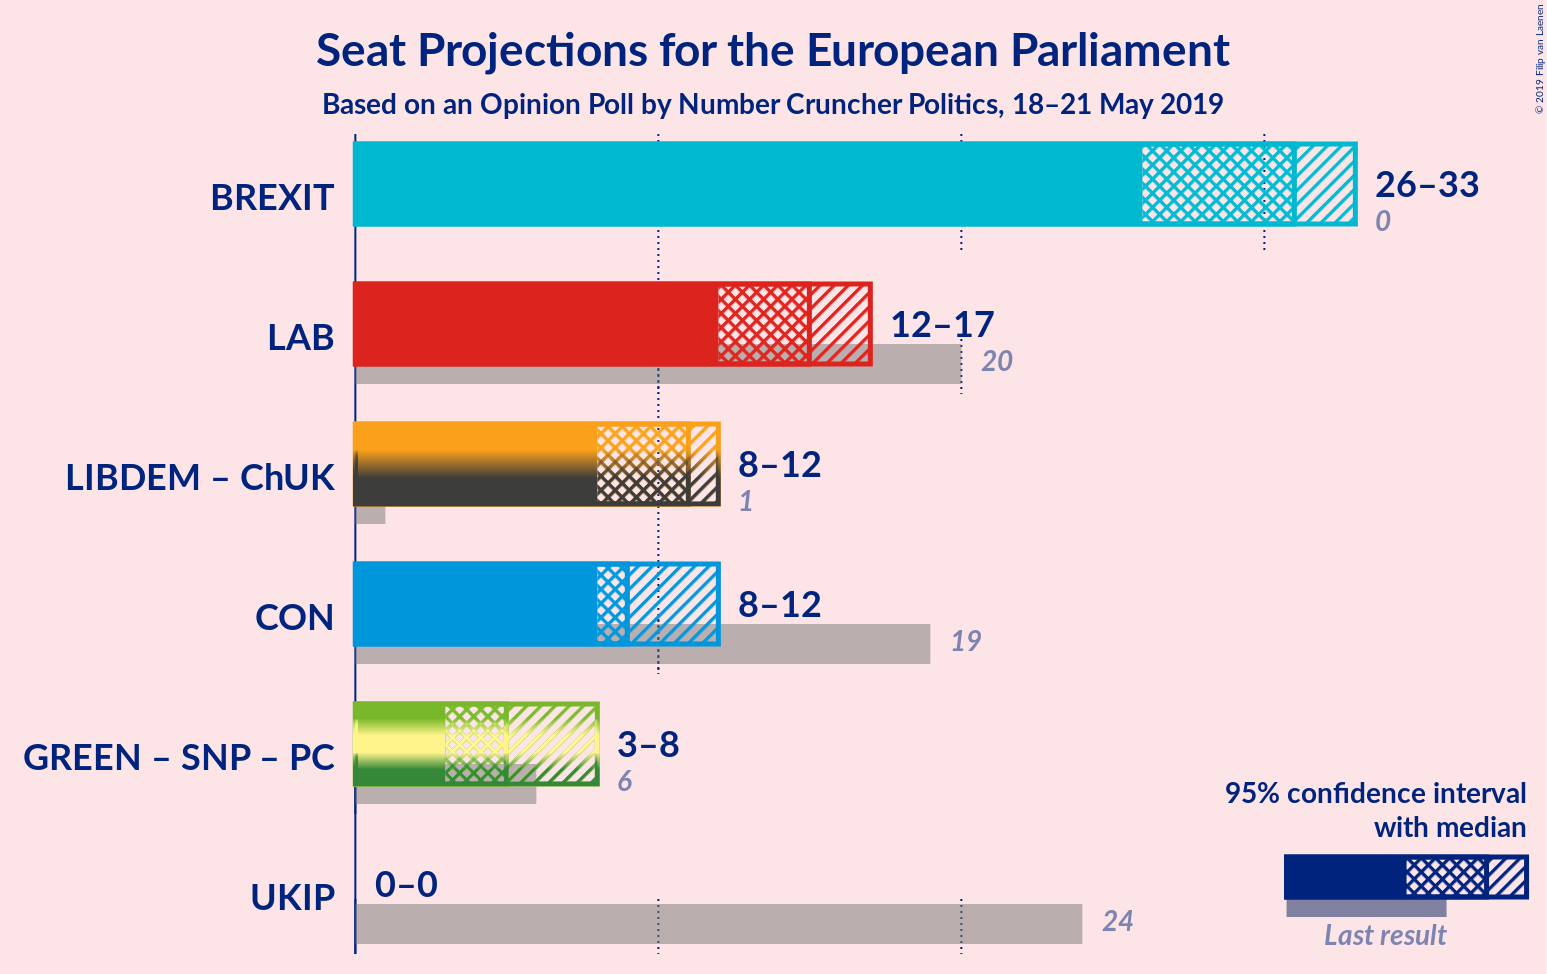 Seat Projections for the European Parliament
Based on an Opinion Poll by Number Cruncher Politics, 18–21 May 2019
© 2019 Filip van Laenen
BREXIT
26–33
0
LAB
12–17
20
LIBDEM – ChUK
8–12
1
CON
8–12
19
GREEN – SNP – PC
3–8
6
UKIP
0–0
24
95% confidence interval
with median
Last result